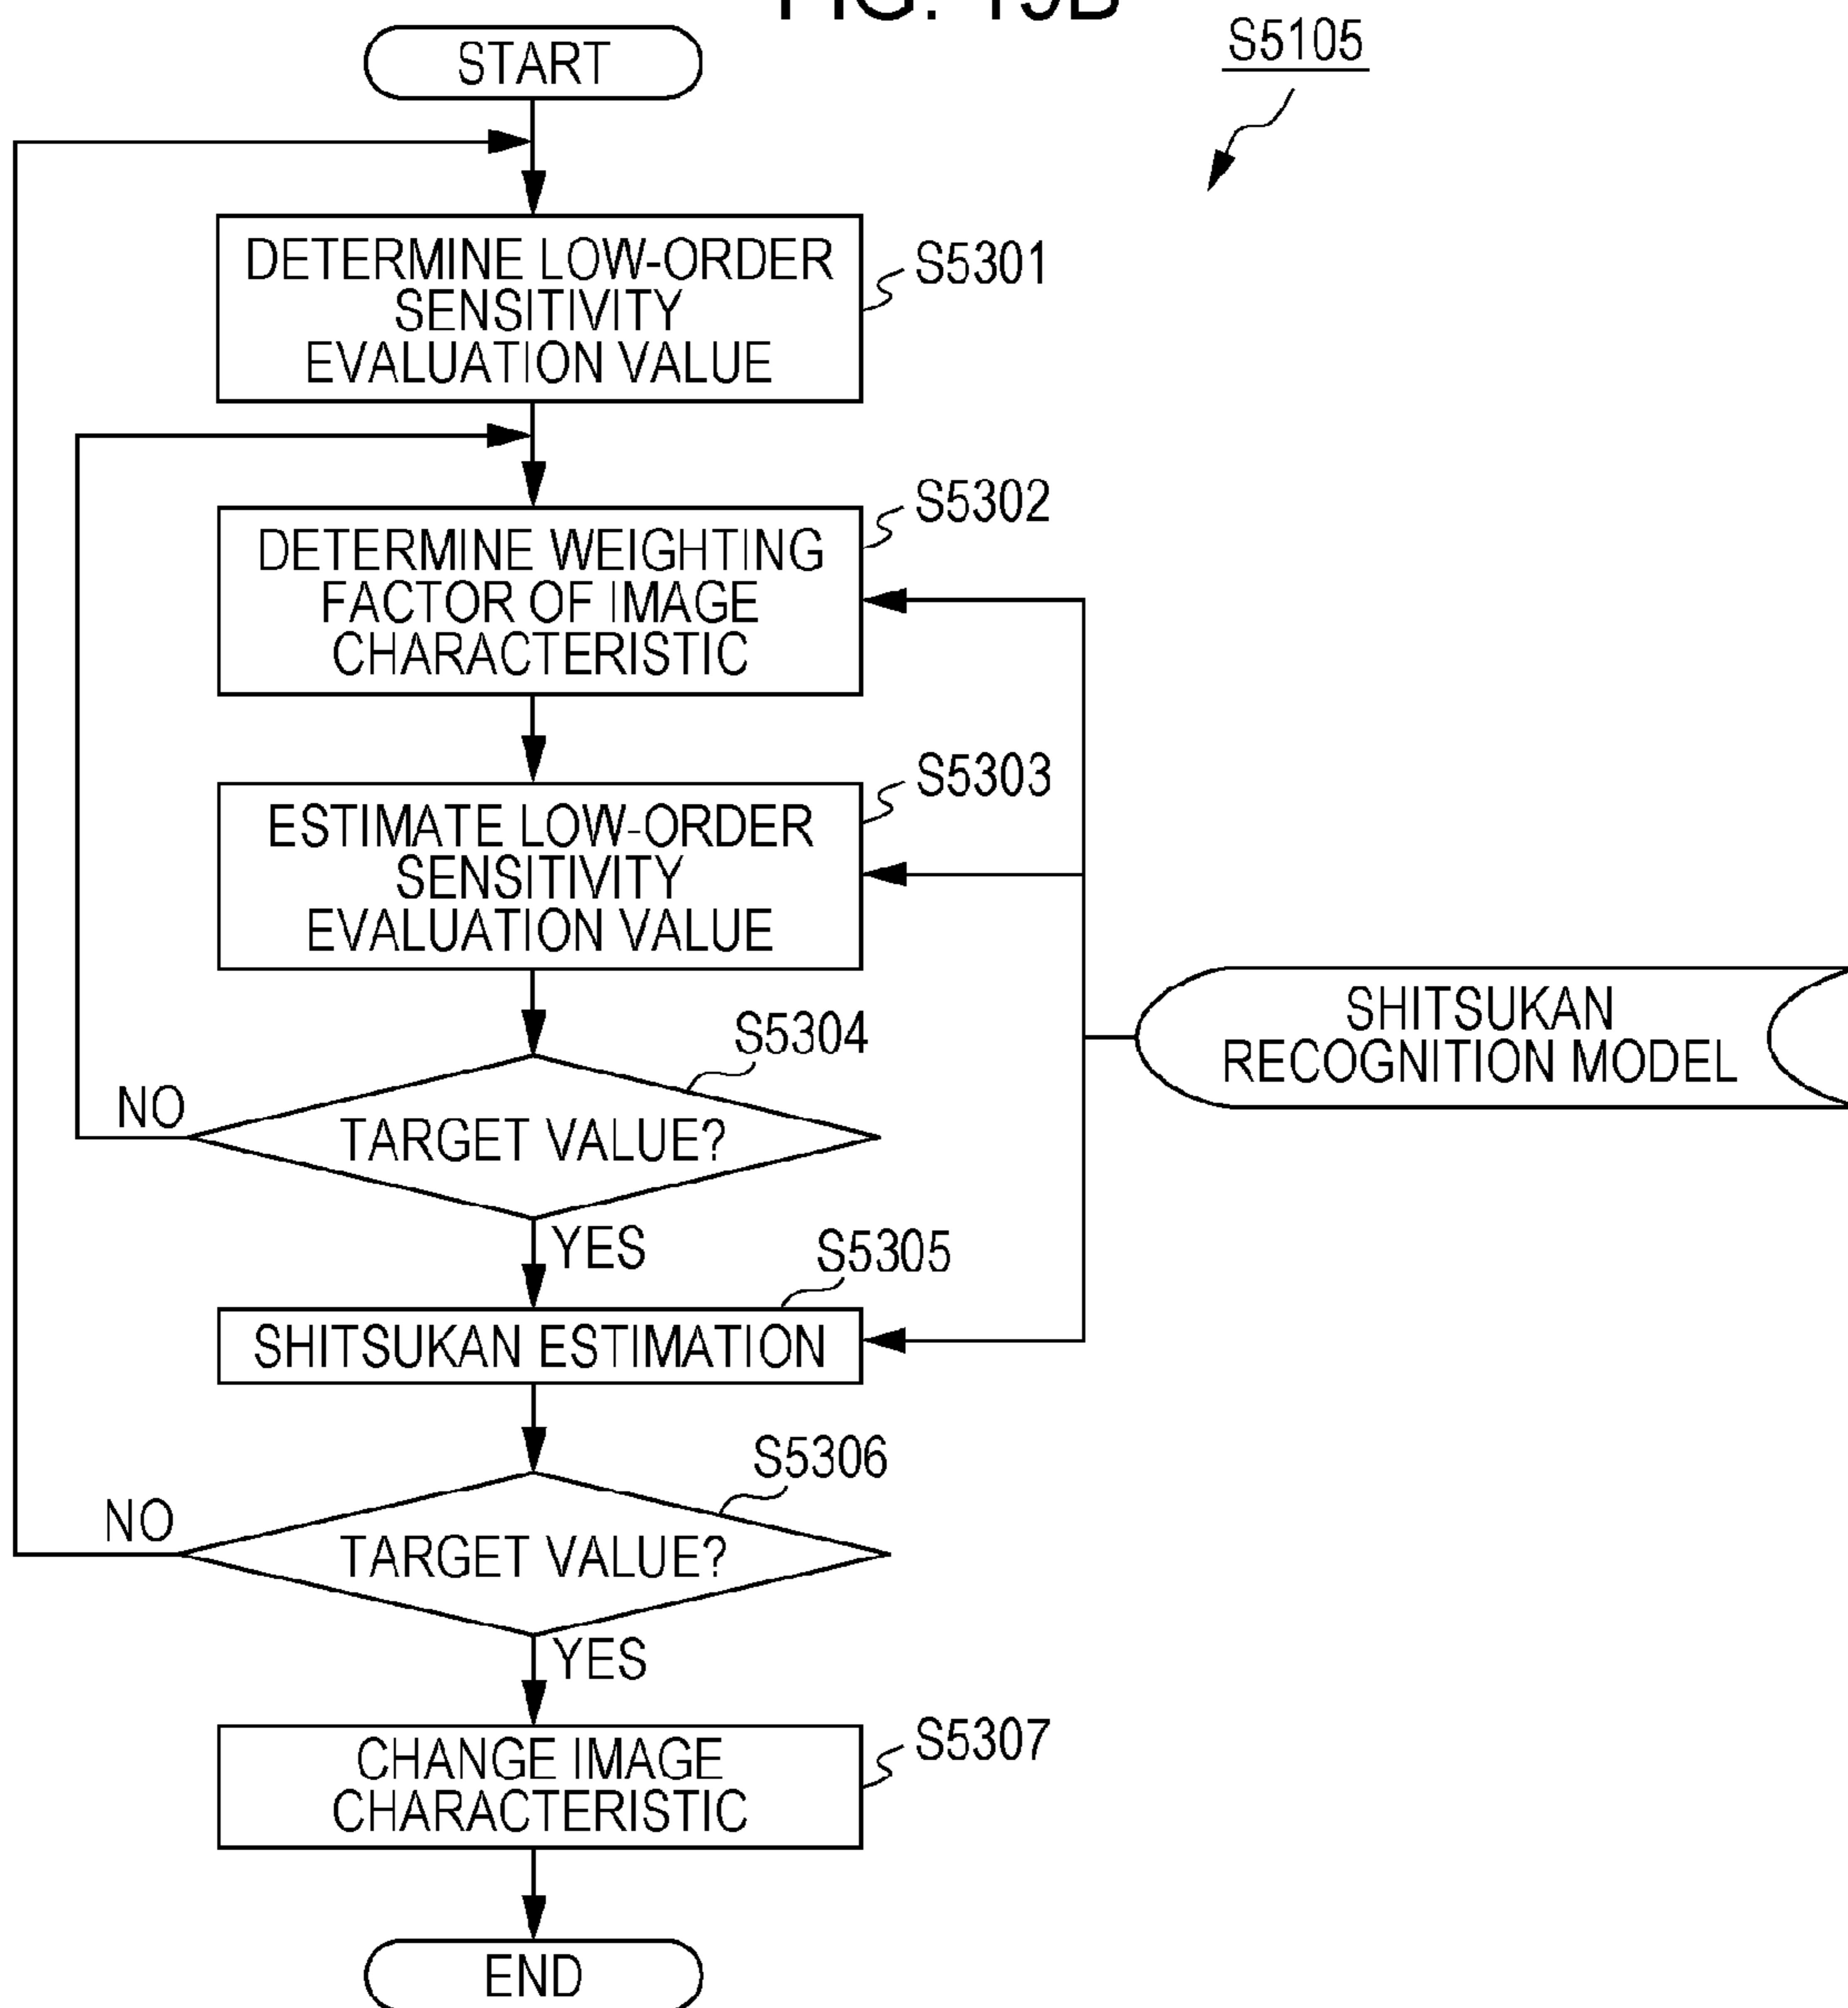 START
S5105
DETERMINE LOW-ORDER
SENSITIVITY
EVALUATION VALUE
S5301
DETERMINE WEIGHTING
FACTOR OF IMAGE
CHARACTERISTIC
S5302
ESTIMATE LOW-ORDER
SENSITIVITY
EVALUATION VALUE
S5303
SHITSUKAN
RECOGNITION MODEL
S5304
NO
TARGET VALUE?
YES
S5305
SHITSUKAN ESTIMATION
S5306
NO
TARGET VALUE?
YES
CHANGE IMAGE
CHARACTERISTIC
S5307
END